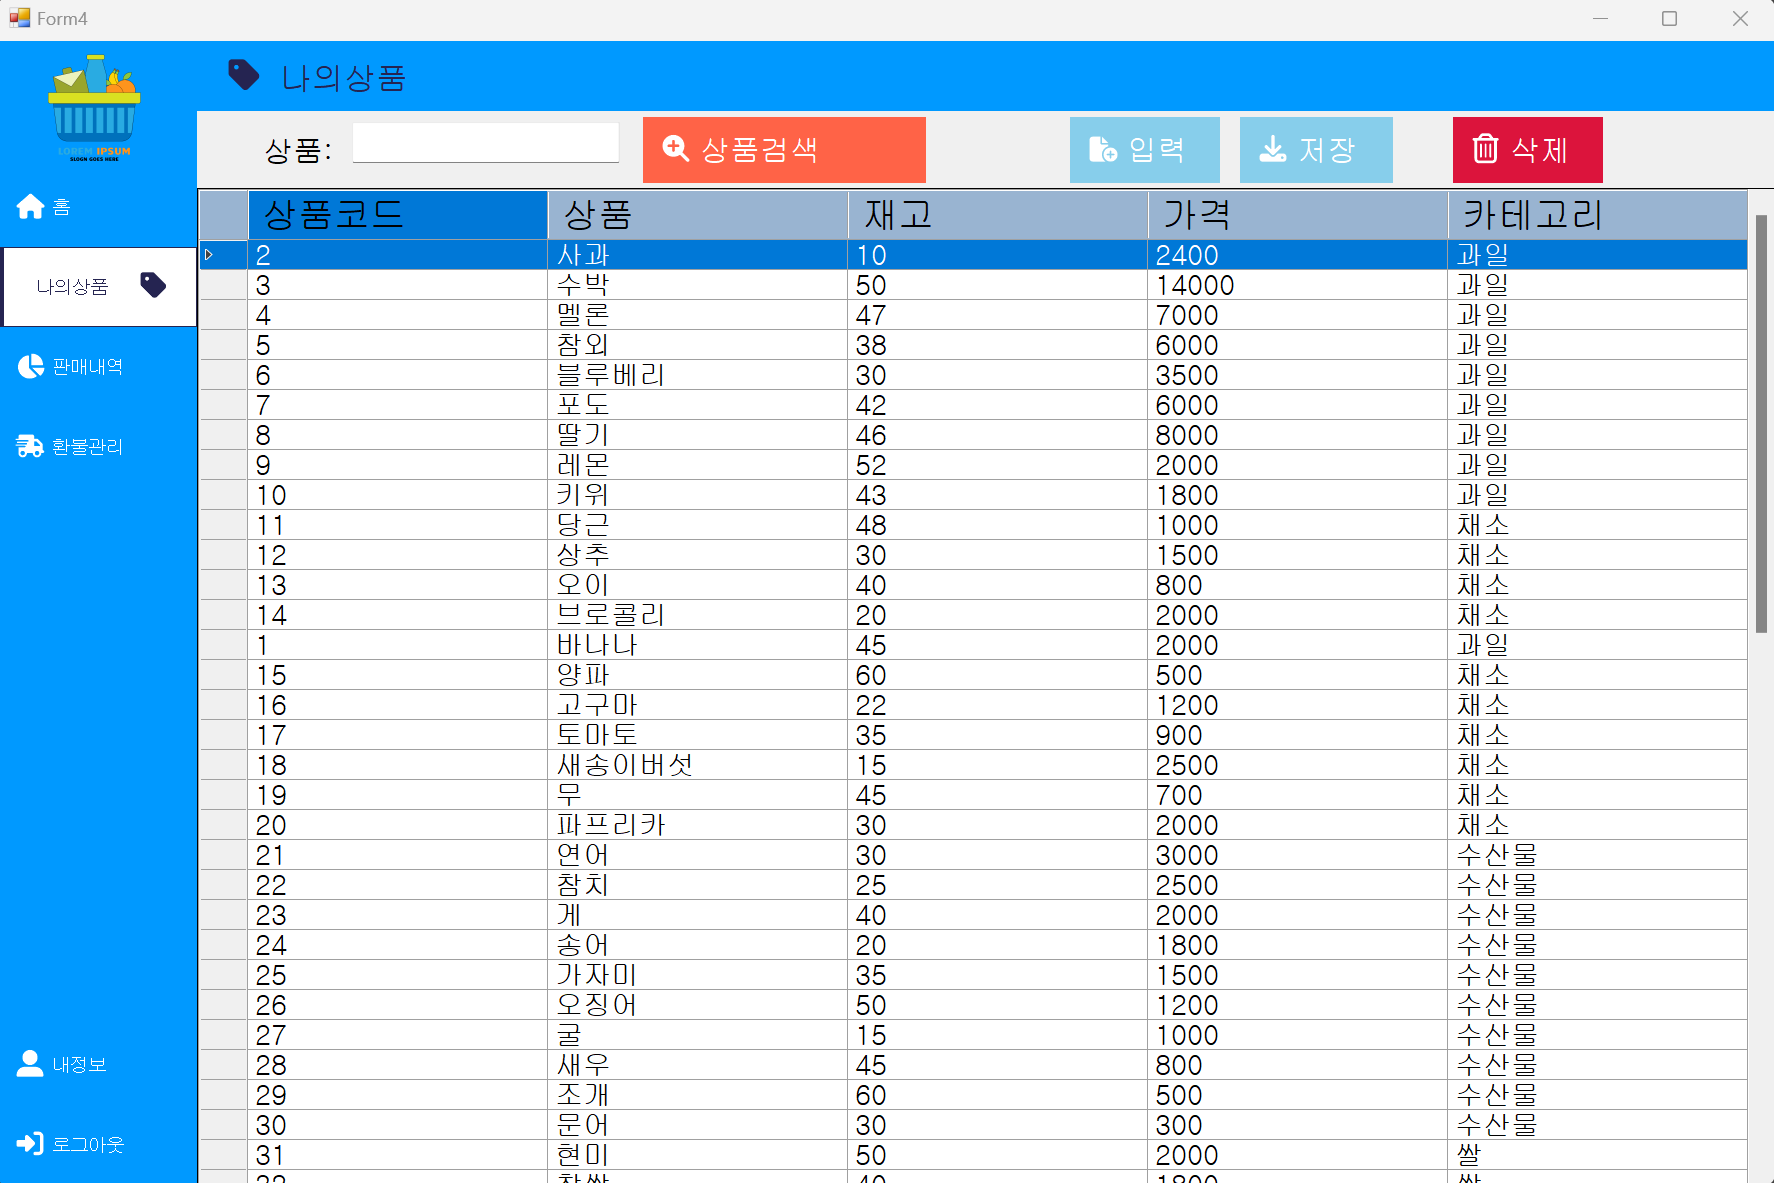 Form4
LOREM IPSUM
SLOGN GOES HERE
나의상품
상품: 상품검색 입력 저장 삭제
홈
나의상품
판매내역
환불관리
내정보
로그아웃
상품코드 상품 재고 가격 카테고리
2 사과 10 2400 과일
3 수박 50 14000 과일
4 멜론 47 7000 과일
5 참외 38 6000 과일
6 블루베리 30 3500 과일
7 포도 42 6000 과일
8 딸기 46 8000 과일
9 레몬 52 2000 과일
10 키위 43 1800 과일
11 당근 48 1000 채소
12 상추 30 1500 채소
13 오이 40 800 채소
14 브로콜리 20 2000 채소
1 바나나 45 2000 과일
15 양파 60 500 채소
16 고구마 22 1200 채소
17 토마토 35 900 채소
18 새송이버섯 15 2500 채소
19 무 45 700 채소
20 파프리카 30 2000 채소
21 연어 30 3000 수산물
22 참치 25 2500 수산물
23 게 40 2000 수산물
24 송어 20 1800 수산물
25 가자미 35 1500 수산물
26 오징어 50 1200 수산물
27 굴 15 1000 수산물
28 새우 45 800 수산물
29 조개 60 500 수산물
30 문어 30 300 수산물
31 현미 50 2000 쌀